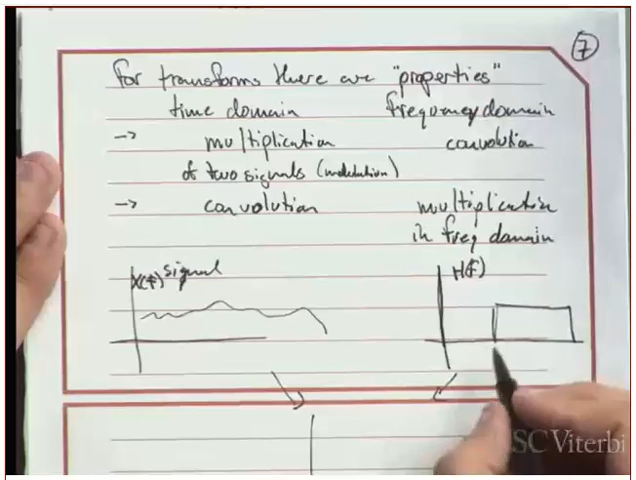 7
For transforms there are "properties"
time domain frequency domain
→ multiplication convolution
of two signals (modulation)
→ convolution multiplication
in freq domain
X(f) signal H(f)
SC Viterbi